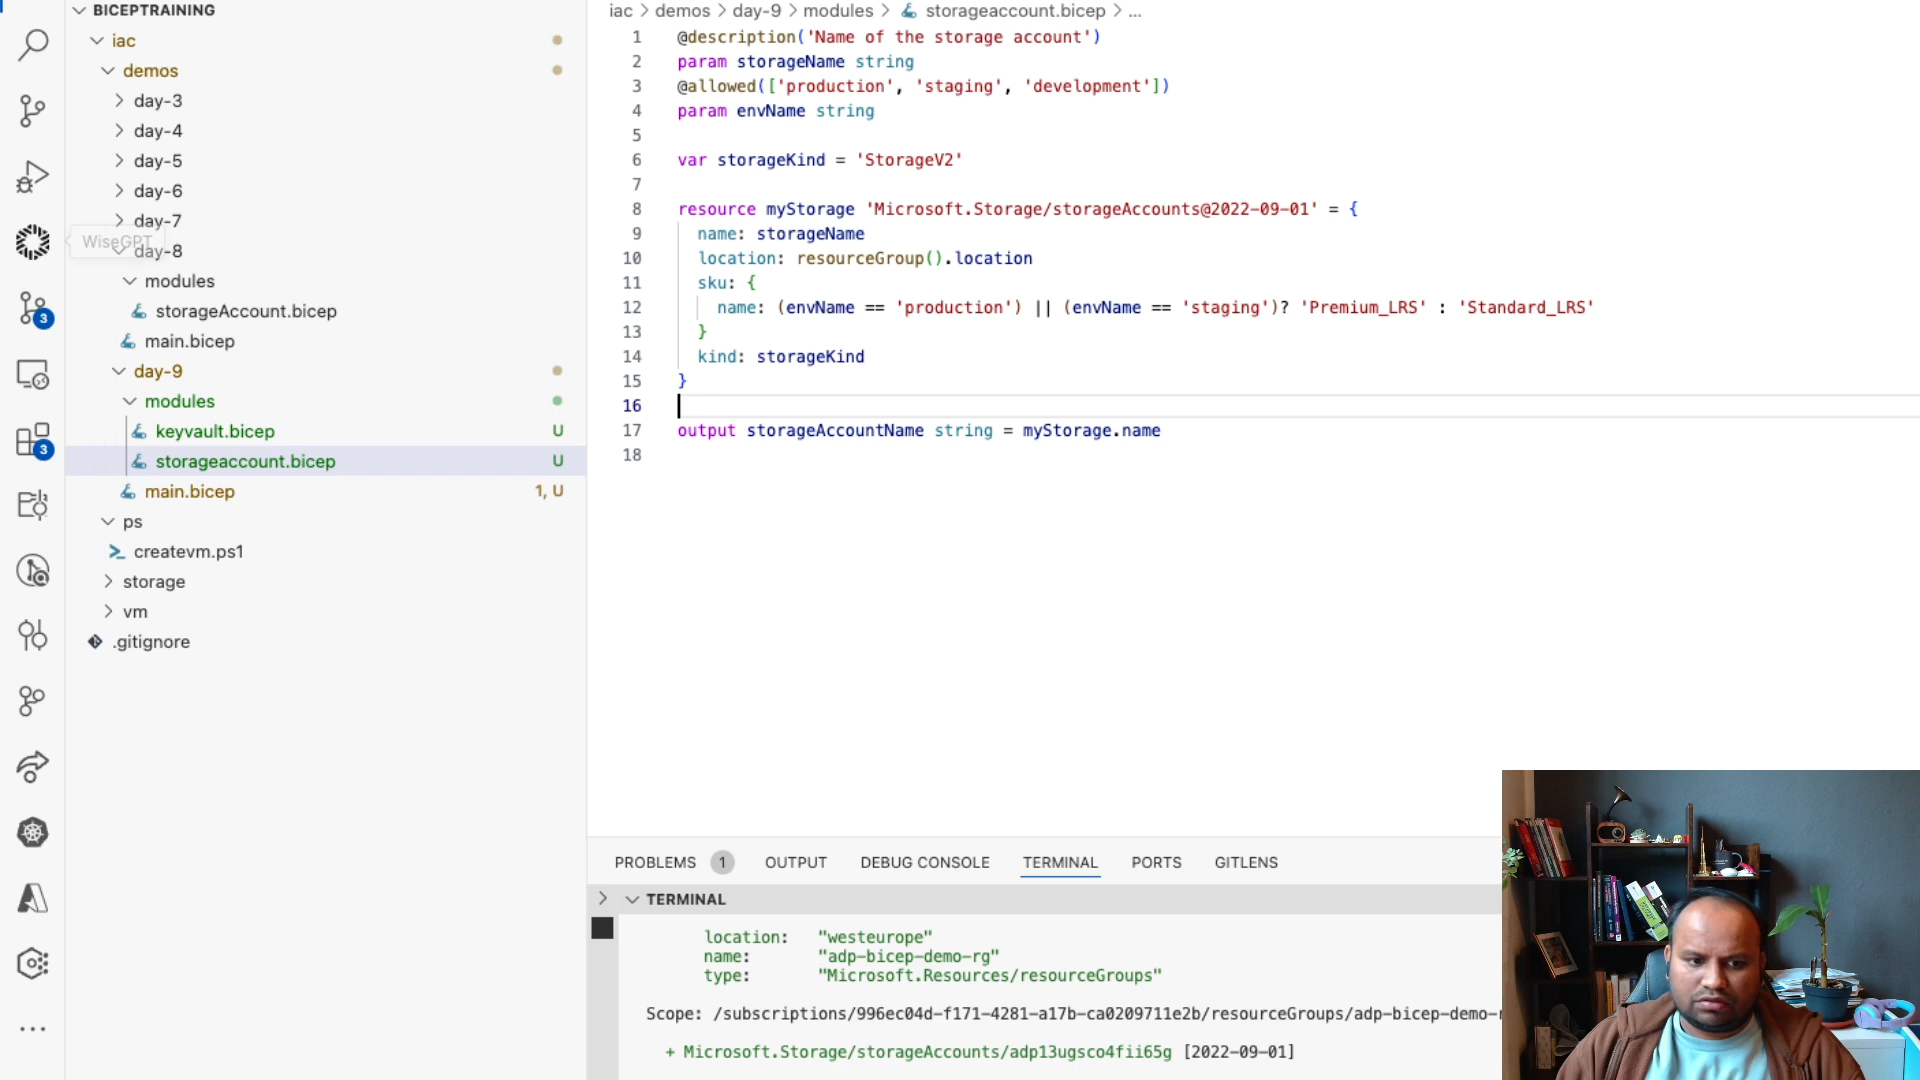 BICEPTRAINING
iac
demos
day-3
day-4
day-5
day-6
day-7
WiseGPT
day-8
modules
storageAccount.bicep
main.bicep
day-9
modules
keyvault.bicep U
storageaccount.bicep U
main.bicep 1, U
ps
createvm.ps1
storage
vm
.gitignore
3
3
iac > demos > day-9 > modules > storageaccount.bicep > ...
1 @description('Name of the storage account')
2 param storageName string
3 @allowed(['production', 'staging', 'development'])
4 param envName string
5
6 var storageKind = 'StorageV2'
7
8 resource myStorage 'Microsoft.Storage/storageAccounts@2022-09-01' = {
9 name: storageName
10 location: resourceGroup().location
11 sku: {
12 name: (envName == 'production') || (envName == 'staging')? 'Premium_LRS' : 'Standard_LRS'
13 }
14 kind: storageKind
15 }
16
17 output storageAccountName string = myStorage.name
18
PROBLEMS 1 OUTPUT DEBUG CONSOLE TERMINAL PORTS GITLENS
TERMINAL
location: "westeurope"
name: "adp-bicep-demo-rg"
type: "Microsoft.Resources/resourceGroups"
Scope: /subscriptions/996ec04d-f171-4281-a17b-ca0209711e2b/resourceGroups/adp-bicep-demo-
+ Microsoft.Storage/storageAccounts/adp13ugsco4fii65g [2022-09-01]